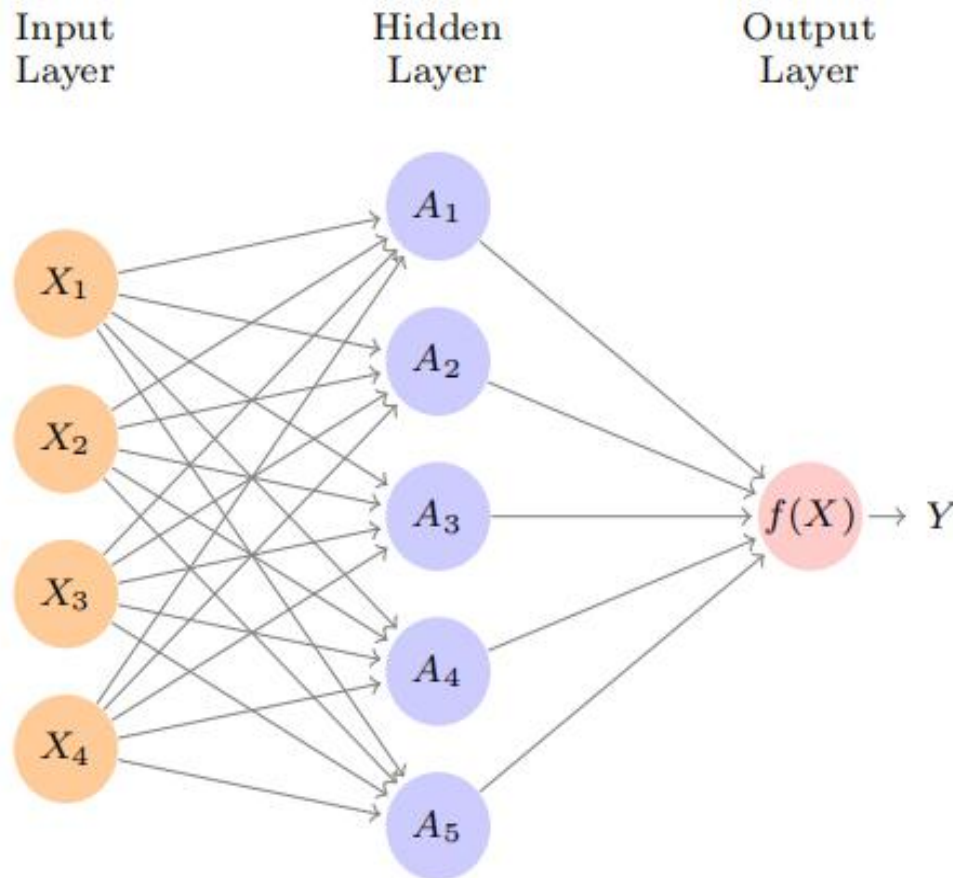 Input
Layer
Hidden
Layer
Output
Layer
X₁
X₂
X₃
X₄
A₁
A₂
A₃
A₄
A₅
f(X)
Y